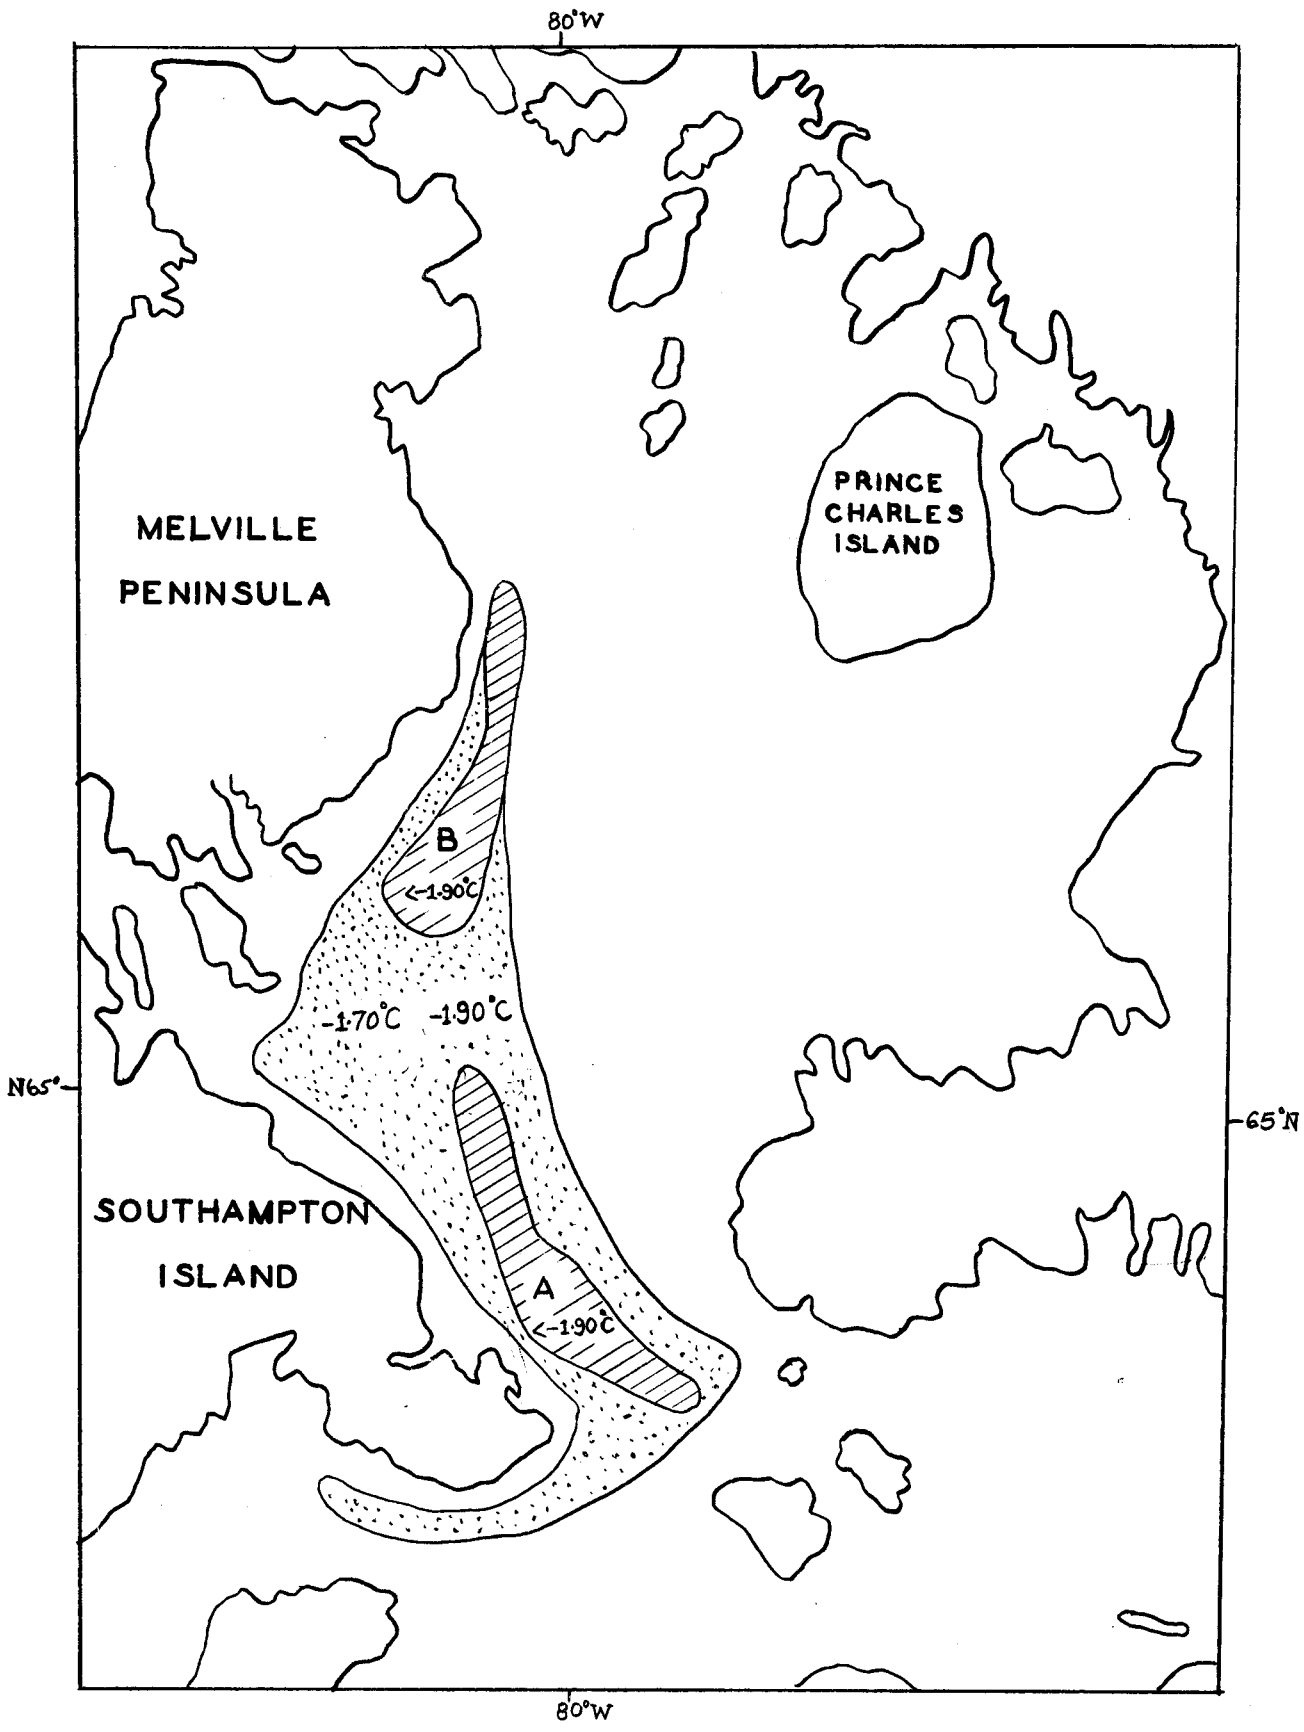 80°W
PRINCE
CHARLES
ISLAND
MELVILLE
PENINSULA
B
<-1·90°C
-1·70°C -1·90°C
N65°
65°N
SOUTHAMPTON
ISLAND
A
<-1·90°C
80°W